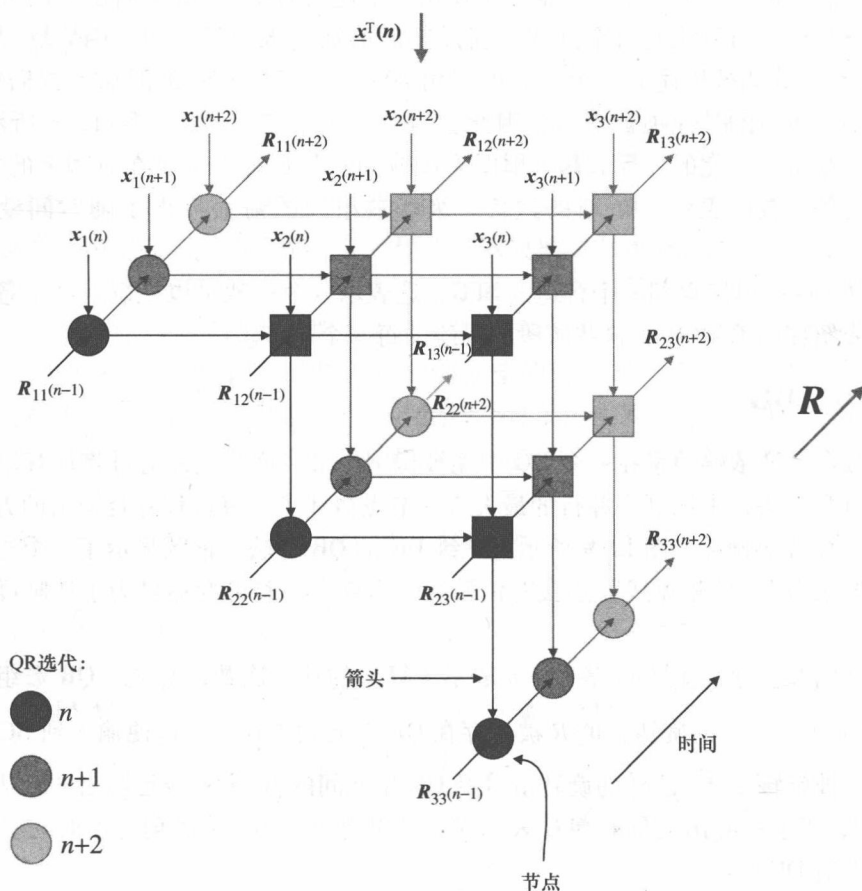 x^T(n)
x1(n+2) x2(n+2) x3(n+2)
R11(n+2) R12(n+2) R13(n+2)
x1(n+1) x2(n+1) x3(n+1)
x1(n) x2(n) x3(n)
R11(n-1) R12(n-1) R13(n-1)
R23(n+2)
R22(n+2)
R
R33(n+2)
R22(n-1) R23(n-1)
QR选代：
n
n+1
n+2
箭头
时间
R33(n-1)
节点